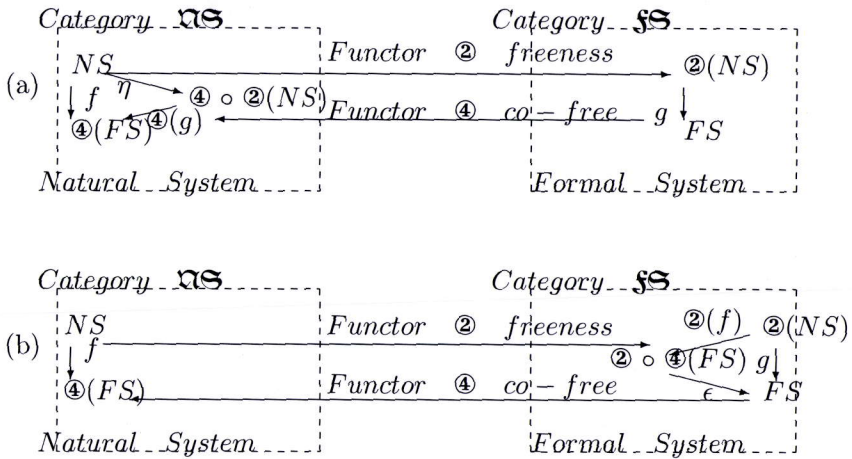 Category 𝔑𝔖 Category 𝔣𝔖
NS Functor ② freeness ②(NS)
(a) f η ④ ∘ ②(NS)
④(FS) ④(g) Functor ④ co − free g FS
Natural System Formal System
Category 𝔑𝔖 Category 𝔣𝔖
NS Functor ② freeness ②(f) ②(NS)
(b) f ② ∘ ④(FS) g
④(FS) Functor ④ co − free ϵ FS
Natural System Formal System